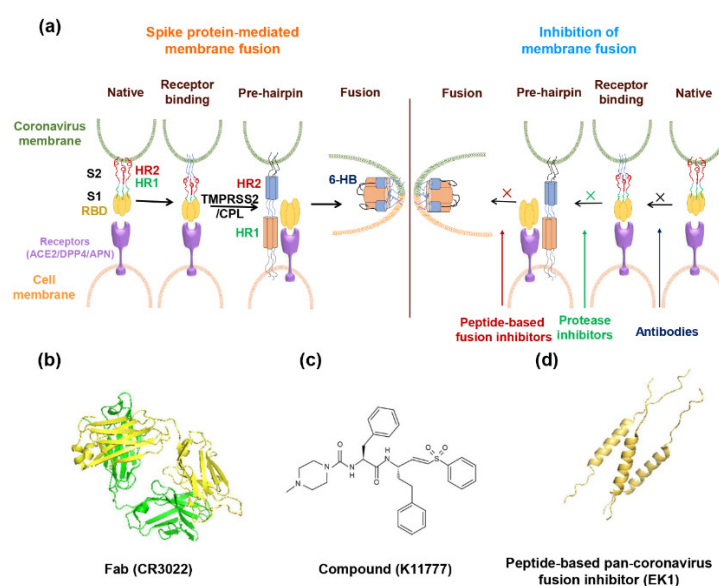 (a)
Spike protein-mediated
membrane fusion
Inhibition of
membrane fusion
Native
Receptor
binding
Pre-hairpin
Fusion
Fusion
Pre-hairpin
Receptor
binding
Native
Coronavirus
membrane
S2
HR2
HR1
S1
RBD
TMPRSS2
/CPL
HR2
HR1
6-HB
Receptors
(ACE2/DPP4/APN)
Cell
membrane
Peptide-based
fusion inhibitors
Protease
inhibitors
Antibodies
(b)
(c)
(d)
O
N
N
N
H
O
H
N
O
O
S
Fab (CR3022)
Compound (K11777)
Peptide-based pan-coronavirus
fusion inhibitor (EK1)